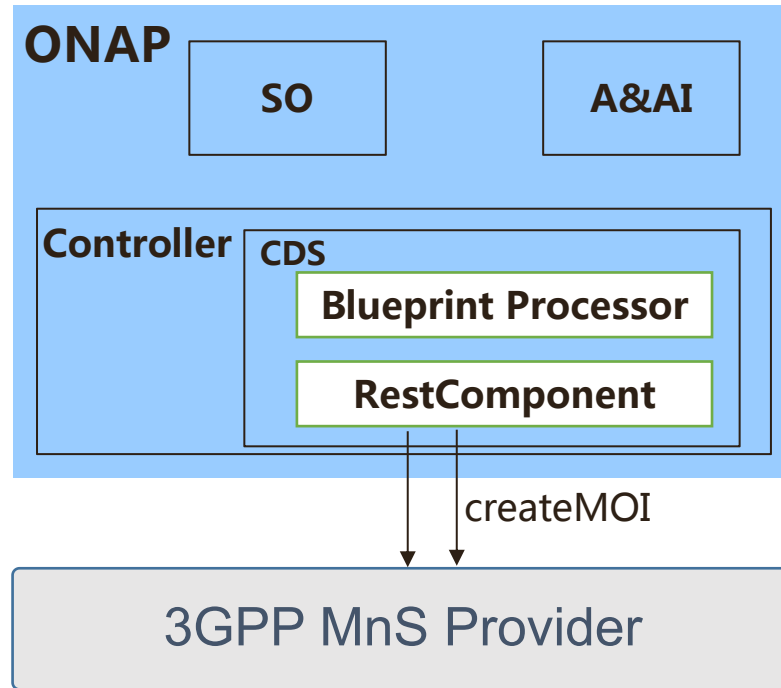 ONAP
SO
A&AI
Controller
CDS
Blueprint Processor
RestComponent
createMOI
3GPP MnS Provider